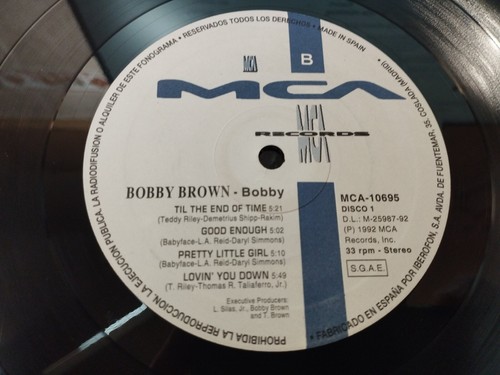 PROHIBIDA LA REPRODUCCION, LA EJECUCION PUBLICA, LA RADIODIFUSION O ALQUILER DE ESTE FONOGRAMA • RESERVADOS TODOS LOS DERECHOS • MADE IN SPAIN
MCA
B
MCA
MCA
RECORDS
BOBBY BROWN - Bobby
TIL THE END OF TIME 5:21
(Teddy Riley-Demetrius Shipp-Rakim)
GOOD ENOUGH 5:02
(Babyface-L.A. Reid-Daryl Simmons)
PRETTY LITTLE GIRL 5:10
(Babyface-L.A. Reid-Daryl Simmons)
LOVIN' YOU DOWN 5:49
(T. Riley-Thomas R. Taliaferro, Jr.)
Executive Producers:
L. Silas, Jr., Bobby Brown
and T. Brown
MCA-10695
DISCO 1
D.L.: M-25987-92
(P) 1992 MCA
Records, Inc.
33 rpm - Stereo
S.G.A.E.
• FABRICADO EN ESPAÑA POR IBEROFON, S.A. AVDA. DE FUENTEMAR, 35. COSLADA (MADRID)